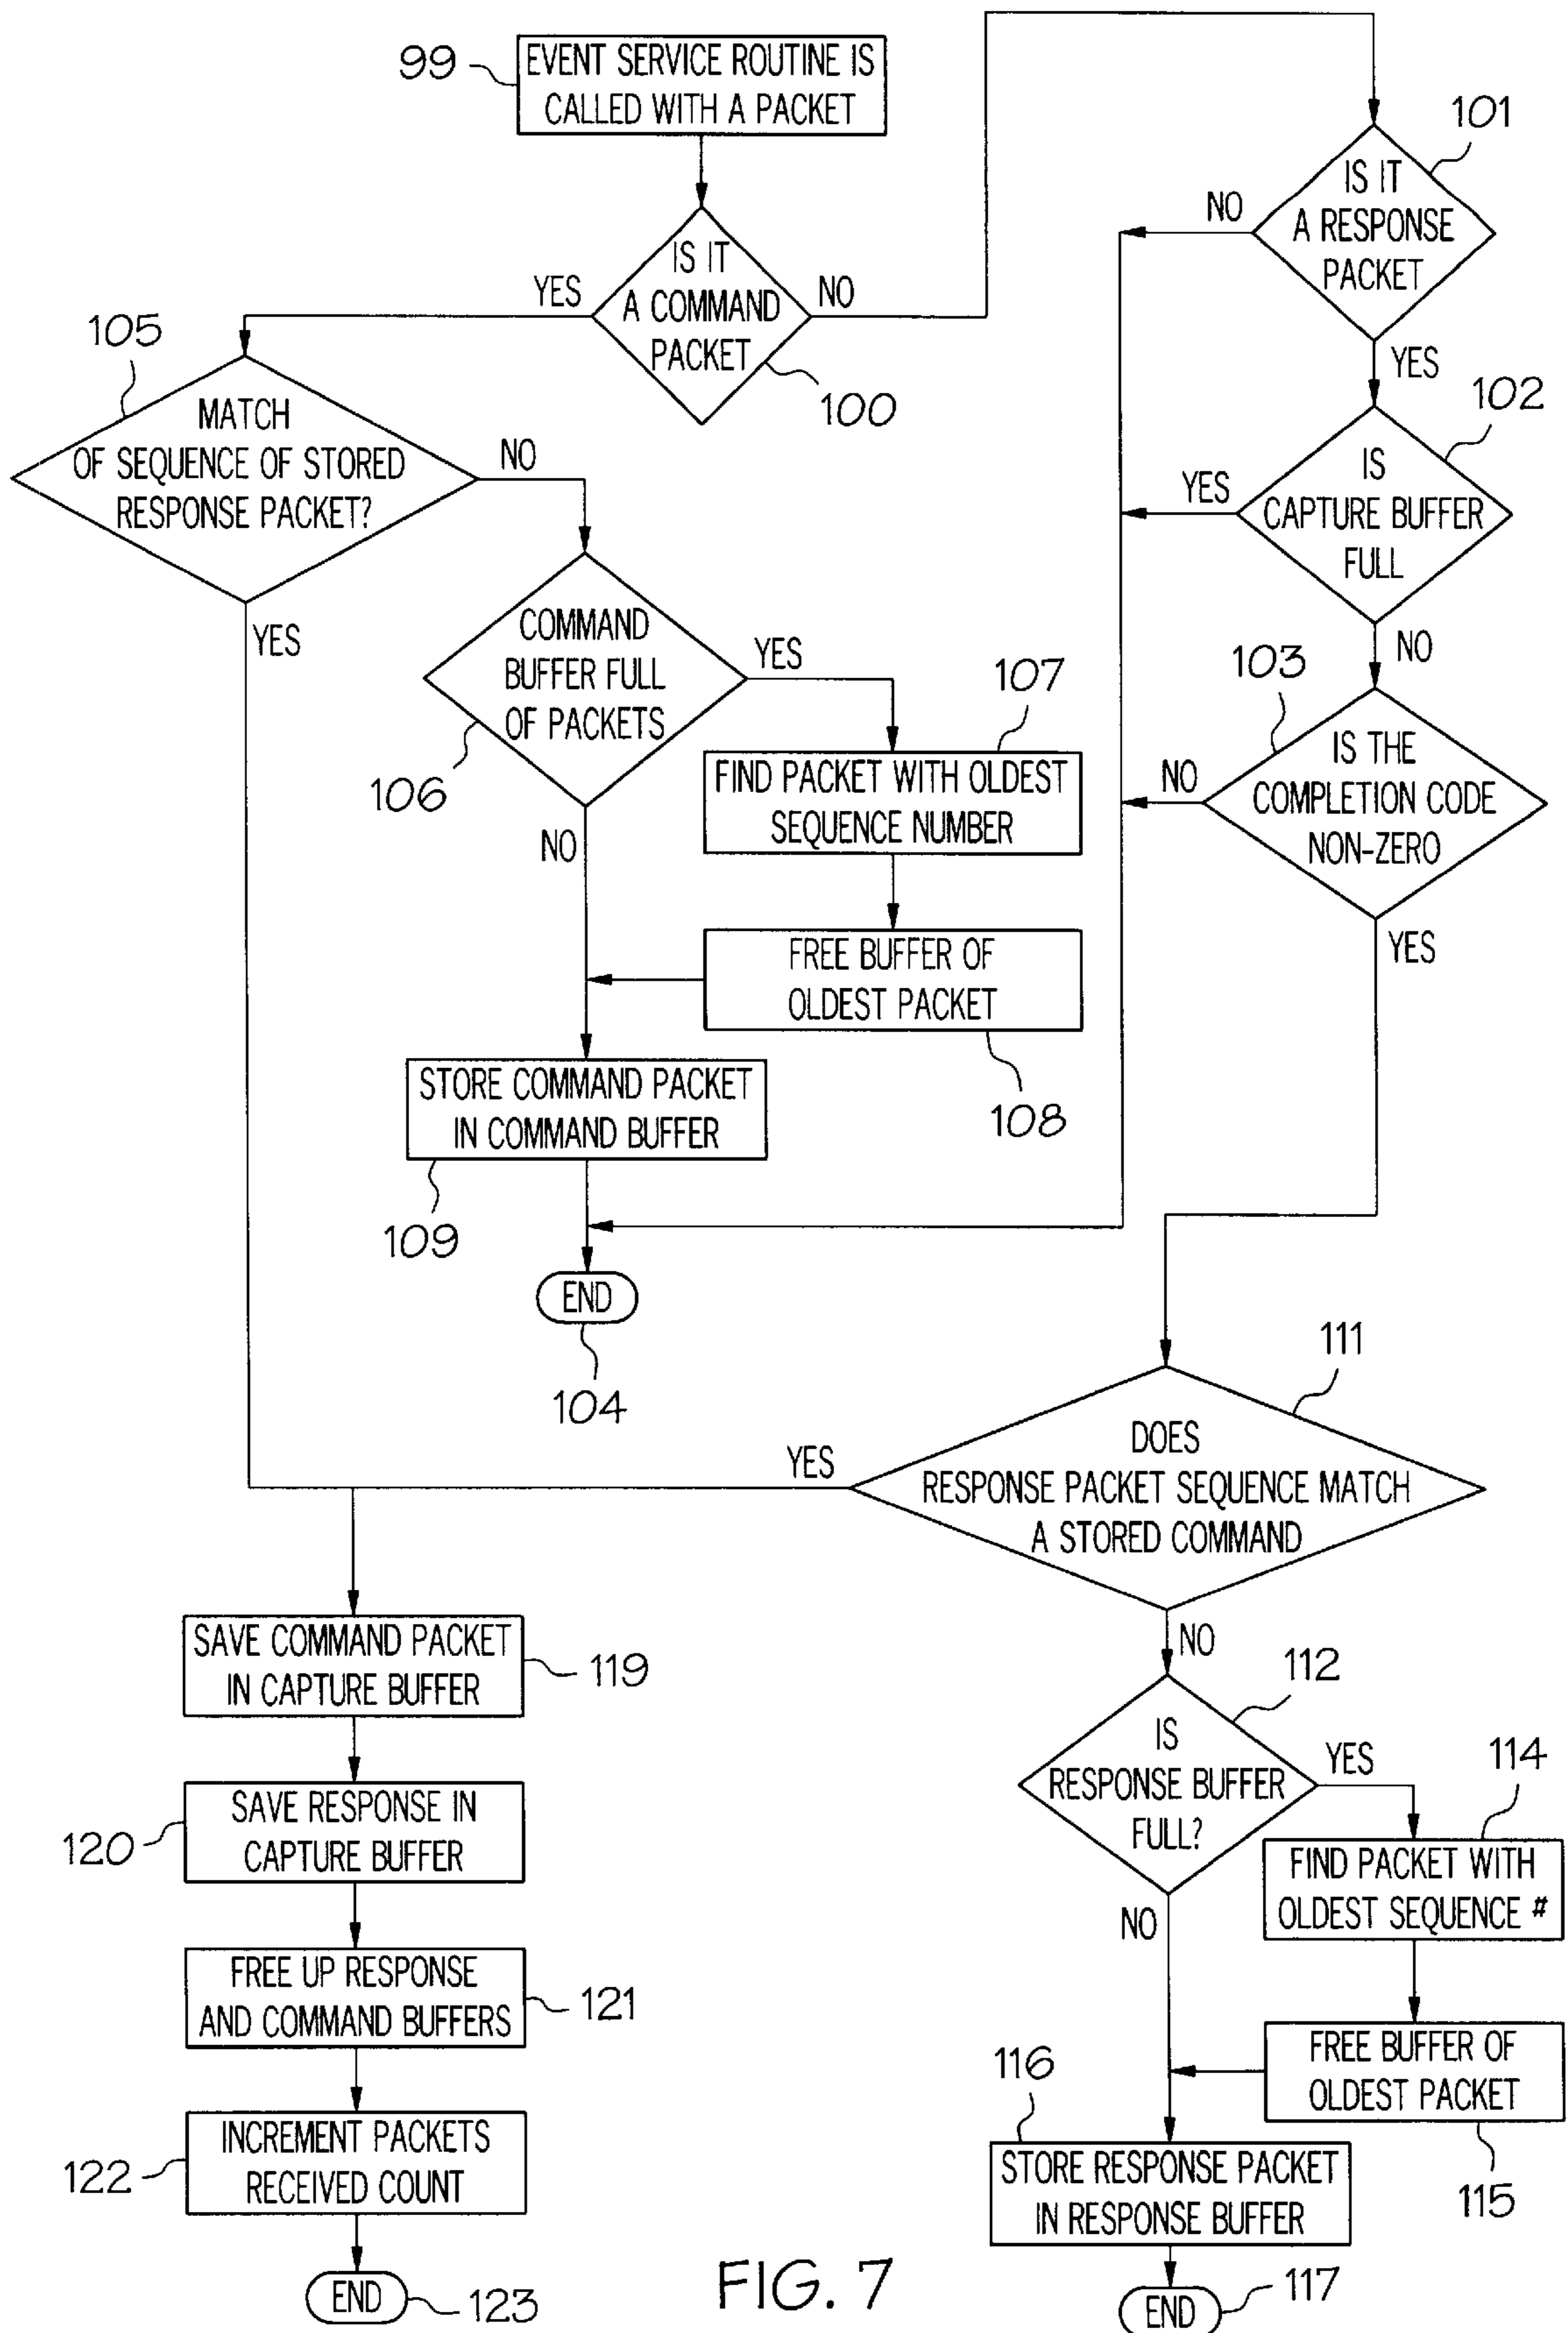 99
EVENT SERVICE ROUTINE IS
CALLED WITH A PACKET
101
IS IT
A RESPONSE
PACKET
NO
YES
IS IT
A COMMAND
PACKET
YES
NO
100
105
MATCH
OF SEQUENCE OF STORED
RESPONSE PACKET?
NO
YES
102
IS
CAPTURE BUFFER
FULL
YES
NO
COMMAND
BUFFER FULL
OF PACKETS
YES
NO
106
107
FIND PACKET WITH OLDEST
SEQUENCE NUMBER
103
IS THE
COMPLETION CODE
NON-ZERO
NO
YES
FREE BUFFER OF
OLDEST PACKET
108
STORE COMMAND PACKET
IN COMMAND BUFFER
109
END
104
111
DOES
RESPONSE PACKET SEQUENCE MATCH
A STORED COMMAND
YES
NO
SAVE COMMAND PACKET
IN CAPTURE BUFFER
119
112
IS
RESPONSE BUFFER
FULL?
YES
NO
114
FIND PACKET WITH
OLDEST SEQUENCE #
SAVE RESPONSE IN
CAPTURE BUFFER
120
FREE UP RESPONSE
AND COMMAND BUFFERS
121
FREE BUFFER OF
OLDEST PACKET
115
116
STORE RESPONSE PACKET
IN RESPONSE BUFFER
INCREMENT PACKETS
RECEIVED COUNT
122
END
123
END
117
FIG. 7